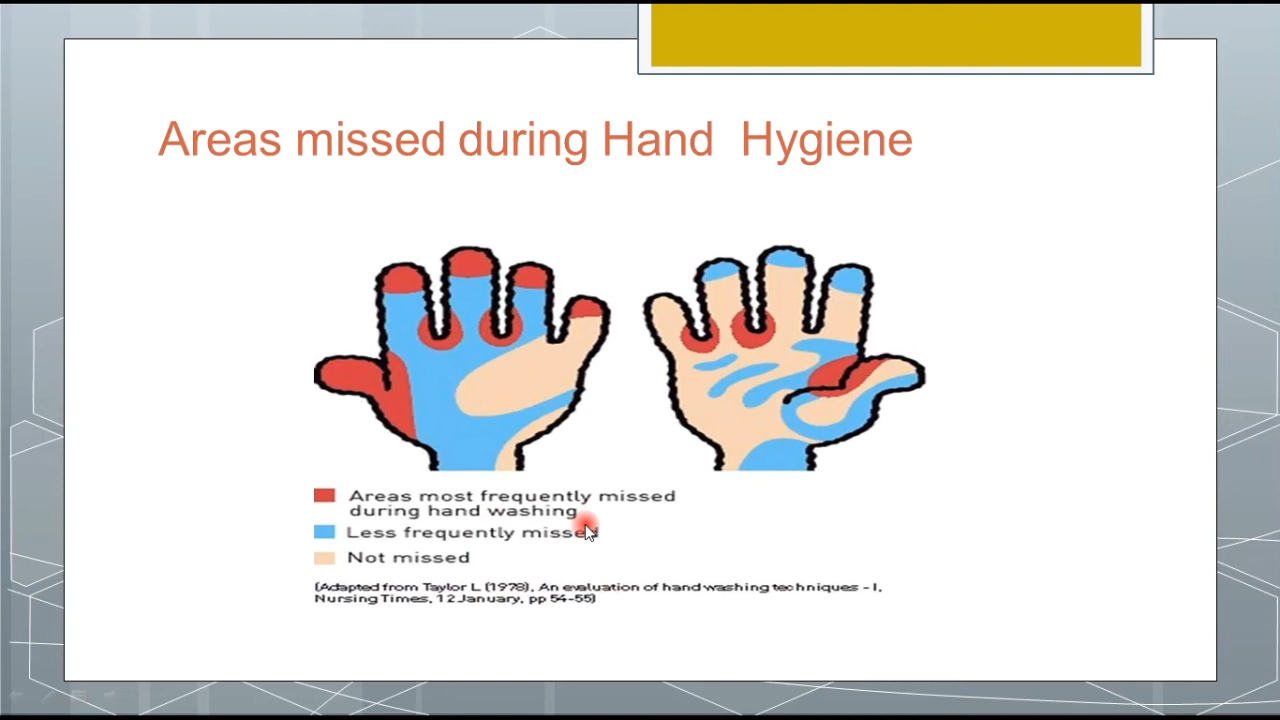 Areas missed during Hand Hygiene
Areas most frequently missed
during hand washing
Less frequently missed
Not missed
(Adapted from Taylor L (1978), An evaluation of hand washing techniques - I,
Nursing Times, 12 January, pp 54-55)